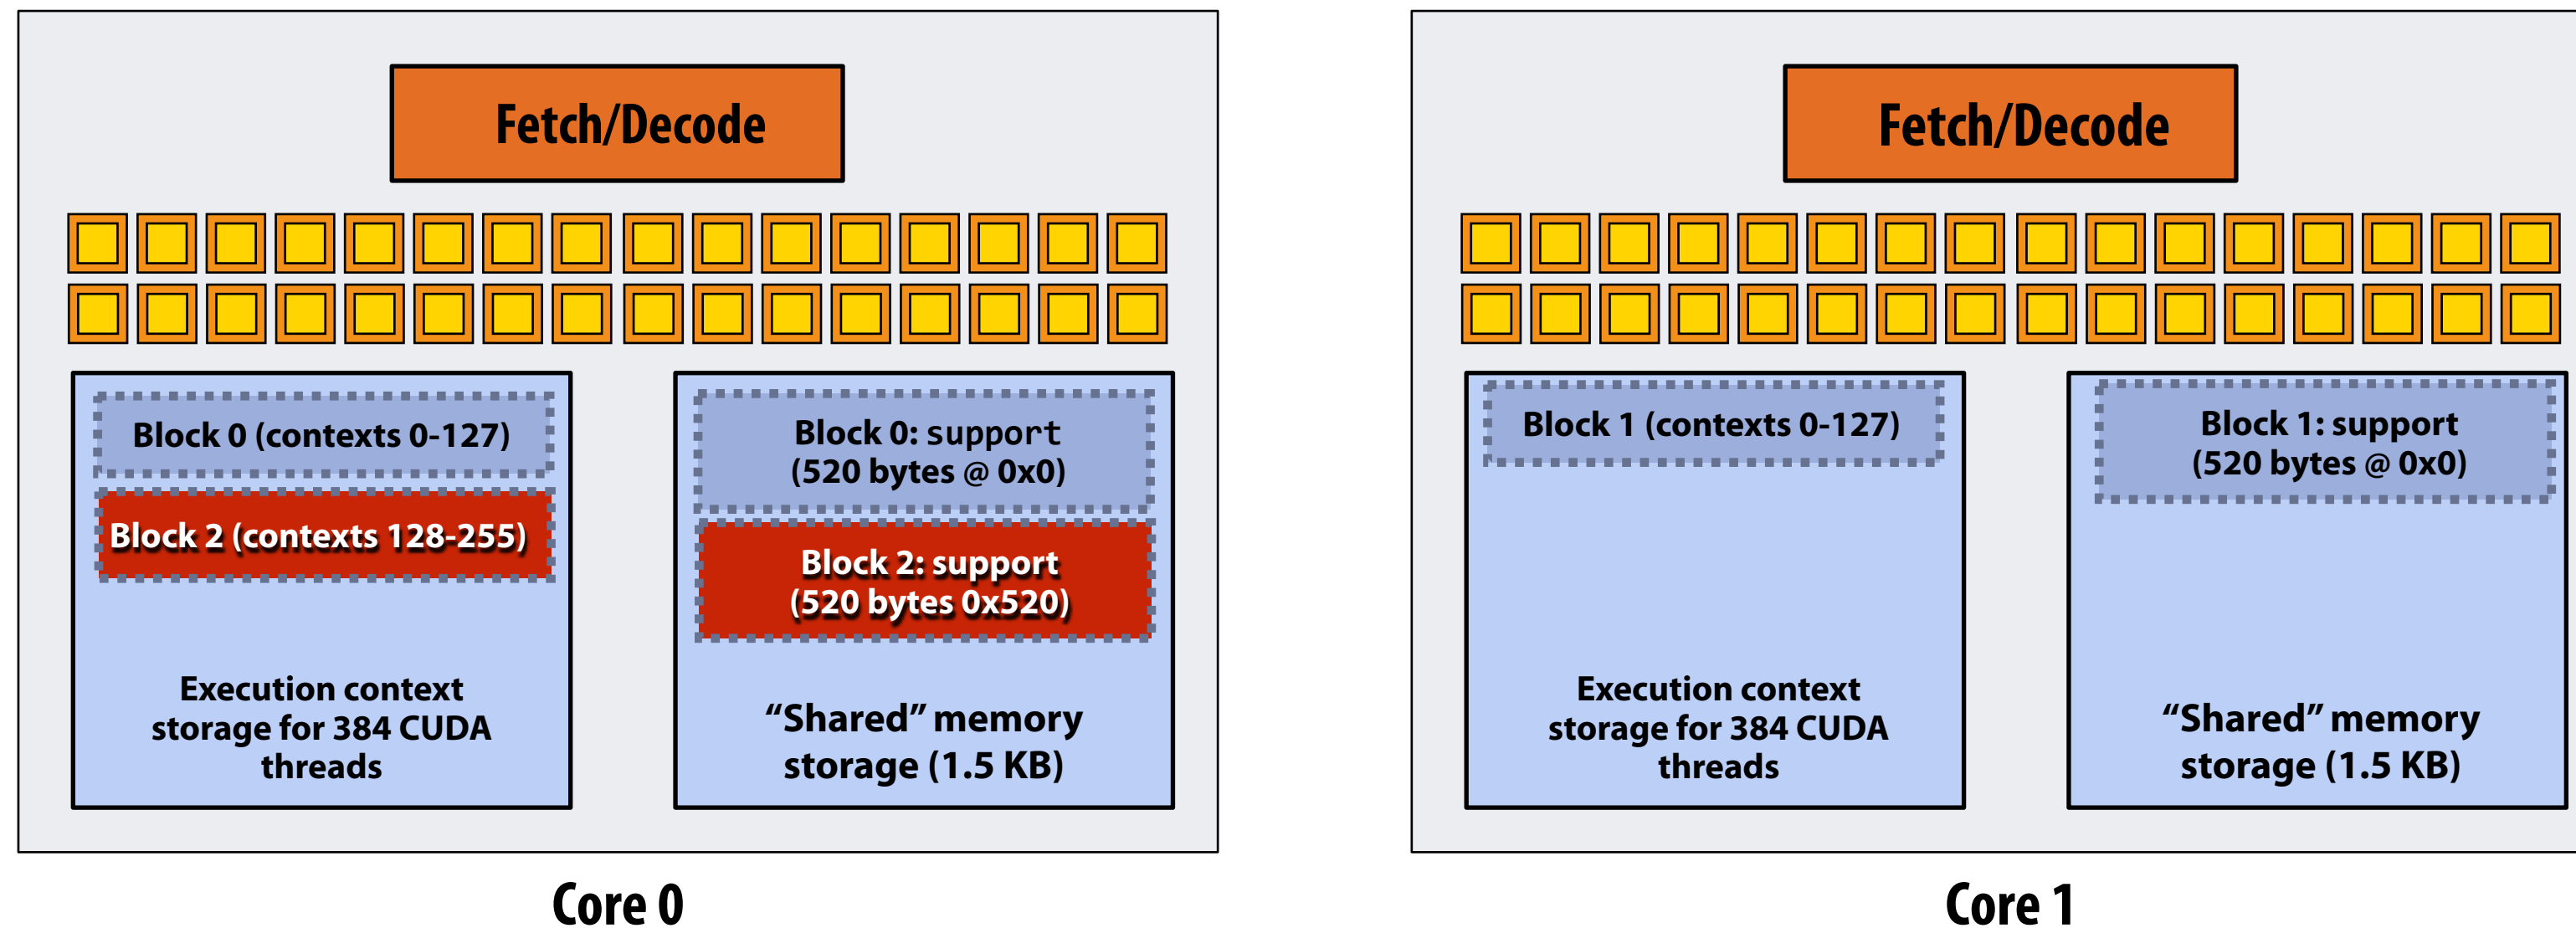 Fetch/Decode
Block 0 (contexts 0-127)
Block 2 (contexts 128-255)
Execution context
storage for 384 CUDA
threads
Block 0: support
(520 bytes @ 0x0)
Block 2: support
(520 bytes 0x520)
“Shared” memory
storage (1.5 KB)
Core 0
Fetch/Decode
Block 1 (contexts 0-127)
Execution context
storage for 384 CUDA
threads
Block 1: support
(520 bytes @ 0x0)
“Shared” memory
storage (1.5 KB)
Core 1